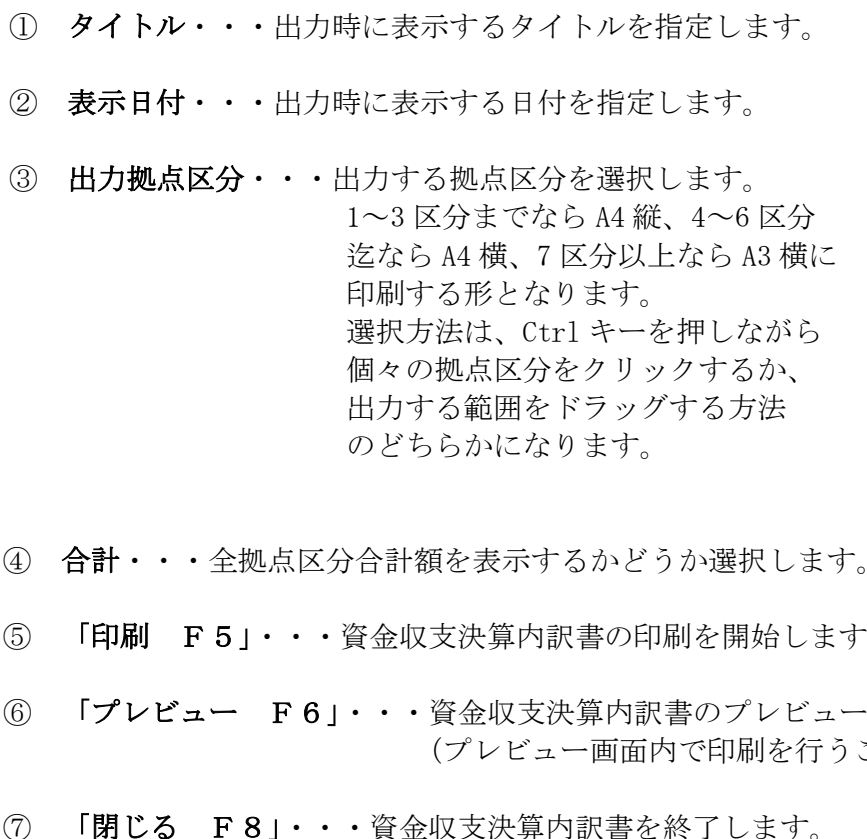 ① タイトル・・・出力時に表示するタイトルを指定します。
② 表示日付・・・出力時に表示する日付を指定します。
③ 出力拠点区分・・・出力する拠点区分を選択します。
1～3 区分までなら A4 縦、4～6 区分
迄なら A4 横、7 区分以上なら A3 横に
印刷する形となります。
選択方法は、Ctrl キーを押しながら
個々の拠点区分をクリックするか、
出力する範囲をドラッグする方法
のどちらかになります。
④ 合計・・・全拠点区分合計額を表示するかどうか選択します。
⑤ 「印刷 Ｆ５」・・・資金収支決算内訳書の印刷を開始します
⑥ 「プレビュー Ｆ６」・・・資金収支決算内訳書のプレビュー
(プレビュー画面内で印刷を行うこ
⑦ 「閉じる Ｆ８」・・・資金収支決算内訳書を終了します。